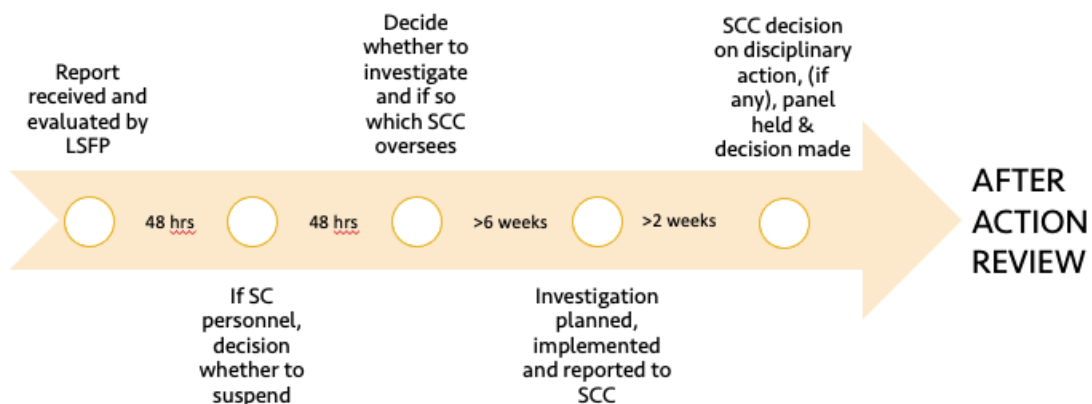 Report
received and
evaluated by
LSFP
48 hrs
If SC
personnel,
decision
whether to
suspend
48 hrs
Decide
whether to
investigate
and if so
which SCC
oversees
>6 weeks
Investigation
planned,
implemented
and reported to
SCC
>2 weeks
SCC decision
on disciplinary
action, (if
any), panel
held &
decision made
AFTER
ACTION
REVIEW